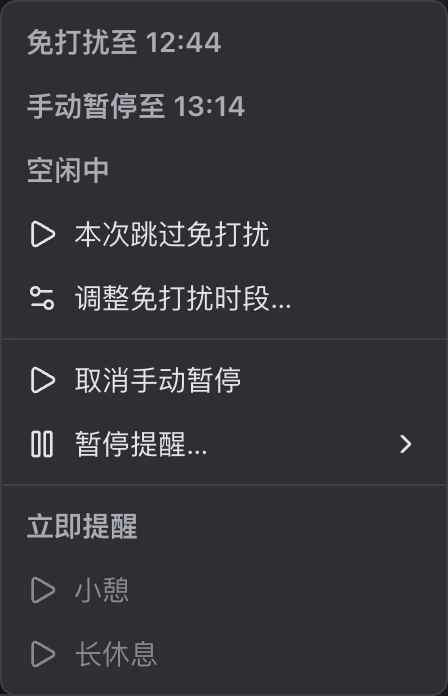 免打扰至 12:44
手动暂停至 13:14
空闲中
本次跳过免打扰
调整免打扰时段...
取消手动暂停
暂停提醒...
立即提醒
小憩
长休息